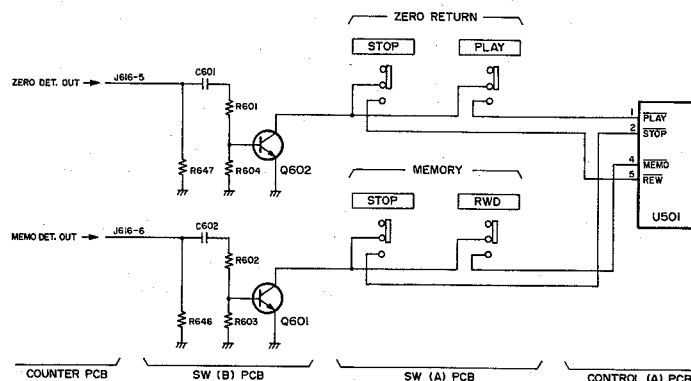 ZERO RETURN
STOP
PLAY
ZERO DET. OUT
J616-5
C601
R601
R647
R604
Q602
1
PLAY
2
STOP
4
MEMO
5
REW
U501
MEMORY
STOP
RWD
MEMO DET. OUT
J616-6
C602
R602
R646
R603
Q601
COUNTER PCB
SW (B) PCB
SW (A) PCB
CONTROL (A) PCB